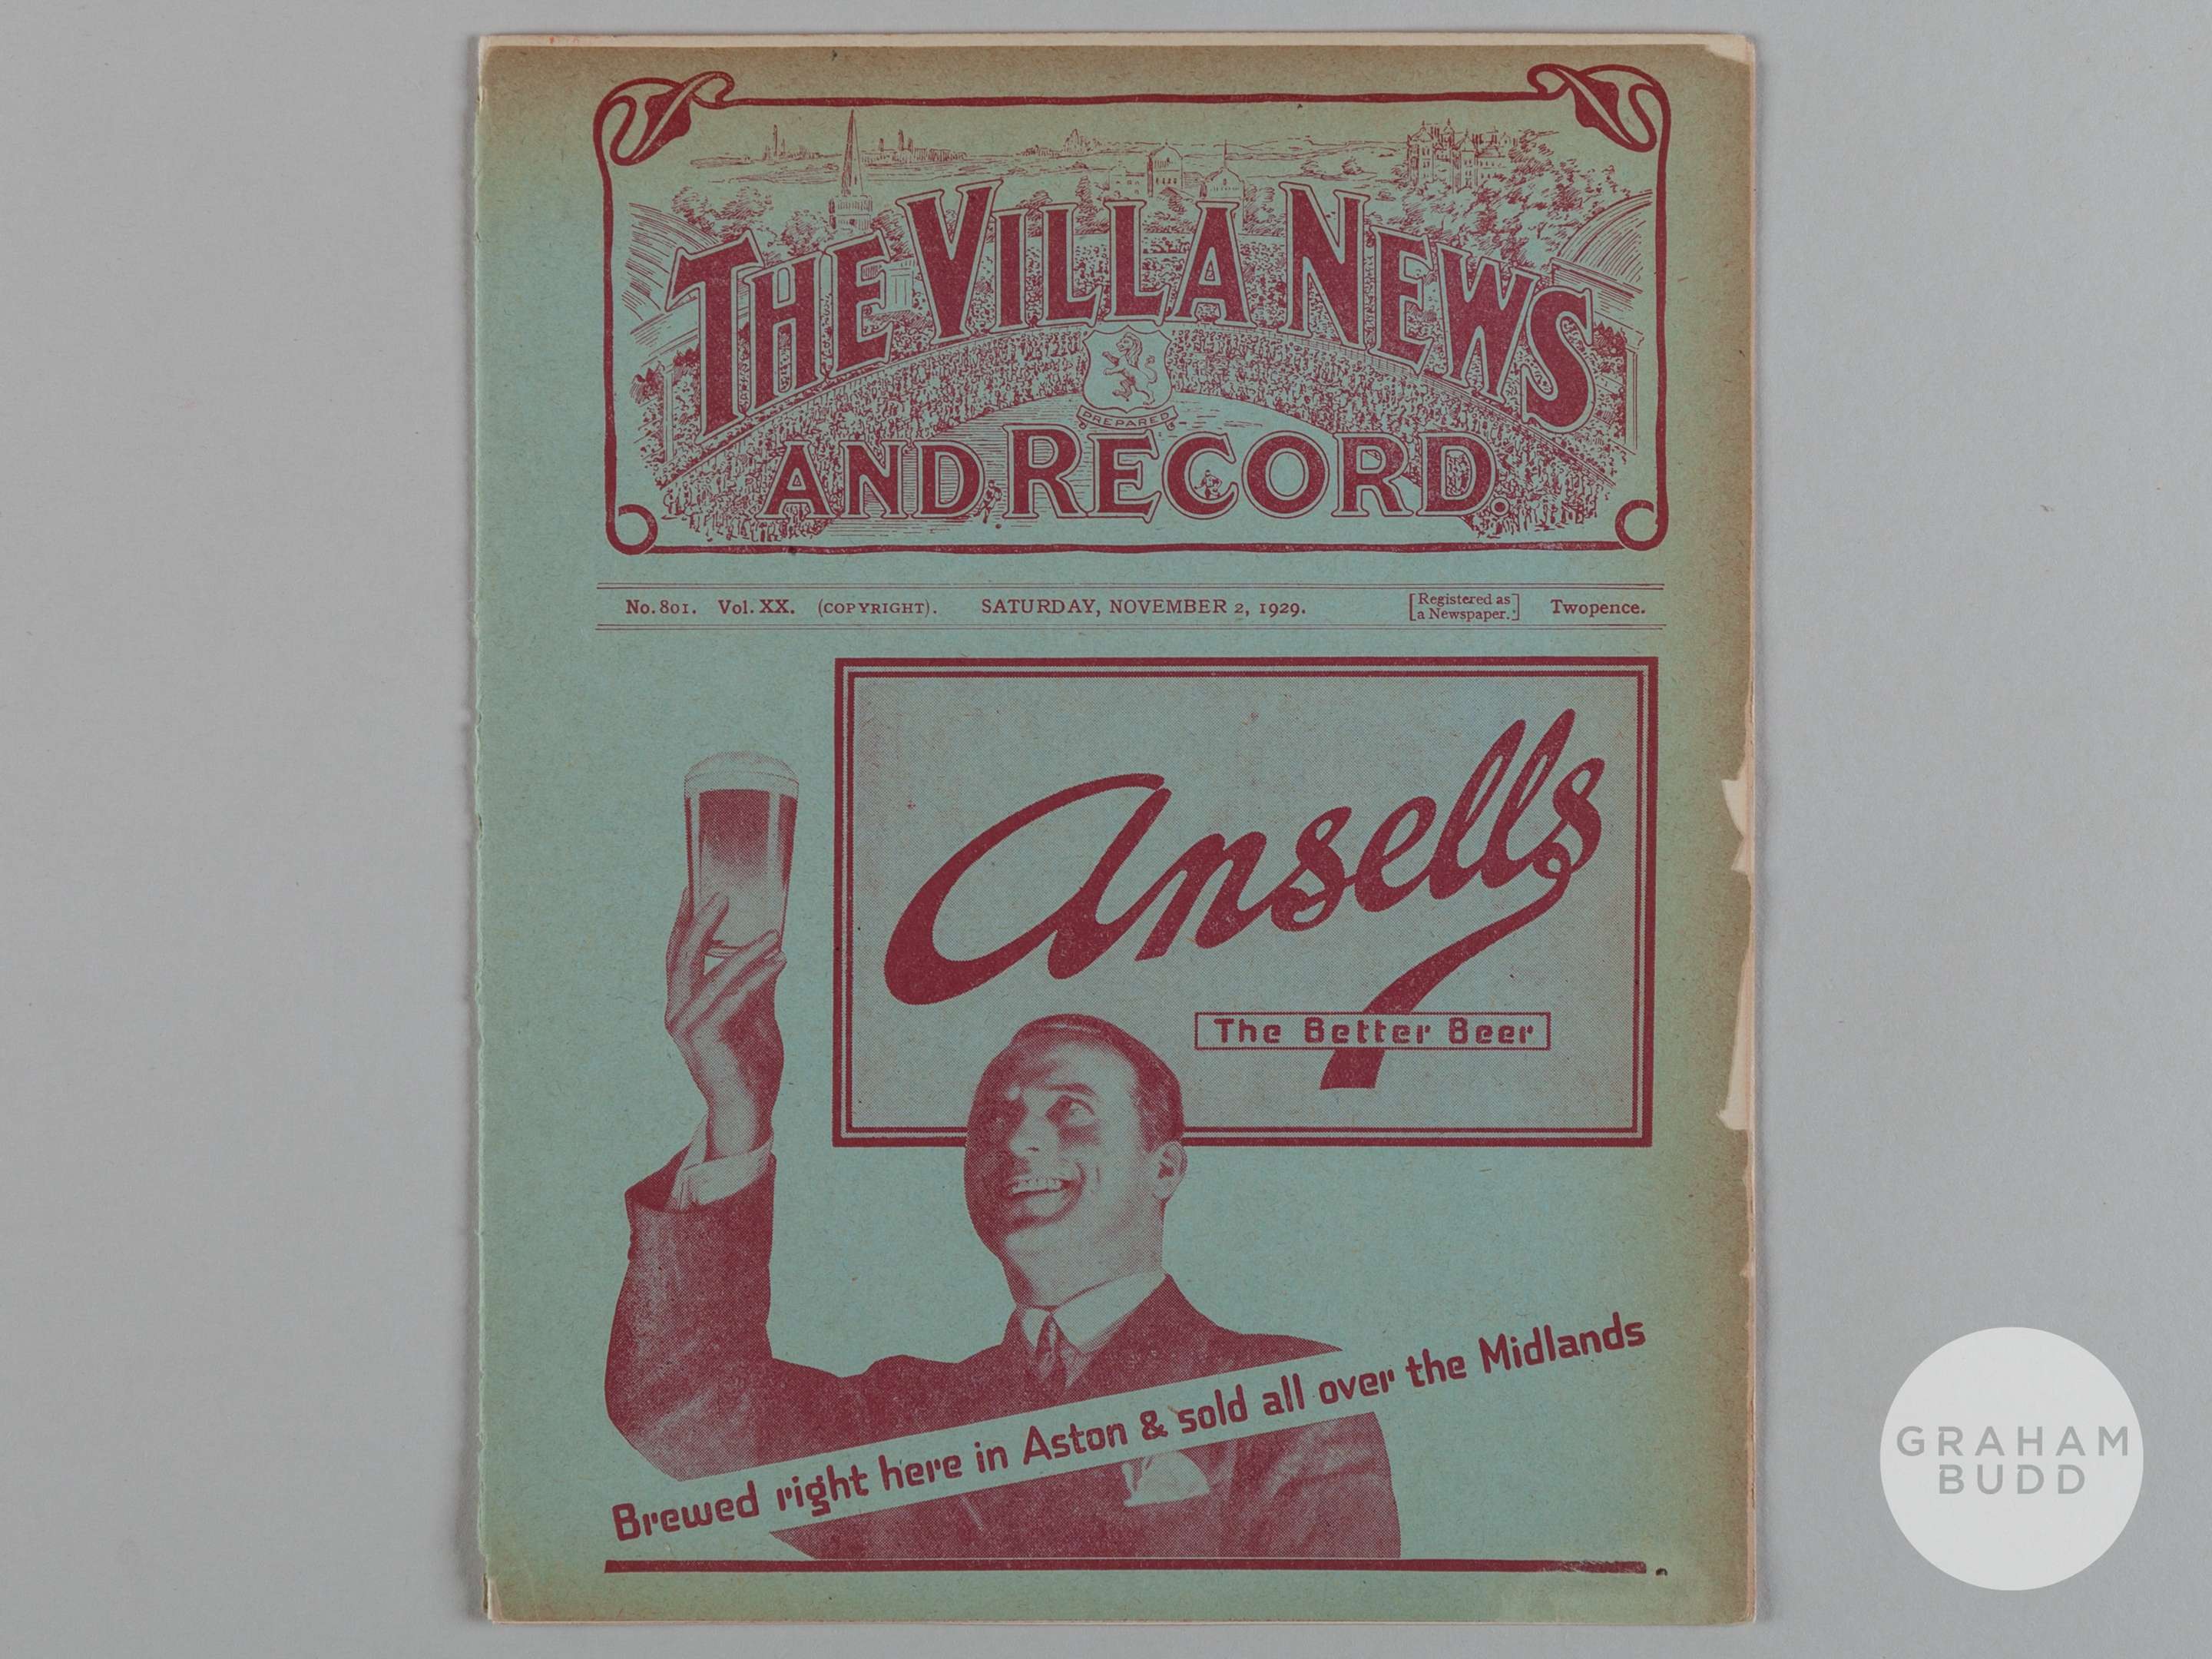 THE VILLA NEWS
PREPARED
AND RECORD.
No. 801. Vol. XX. (COPYRIGHT). SATURDAY, NOVEMBER 2, 1929. [Registered as a Newspaper.] Twopence.
Ansells
The Better Beer
Brewed right here in Aston & sold all over the Midlands
GRAHAM
BUDD